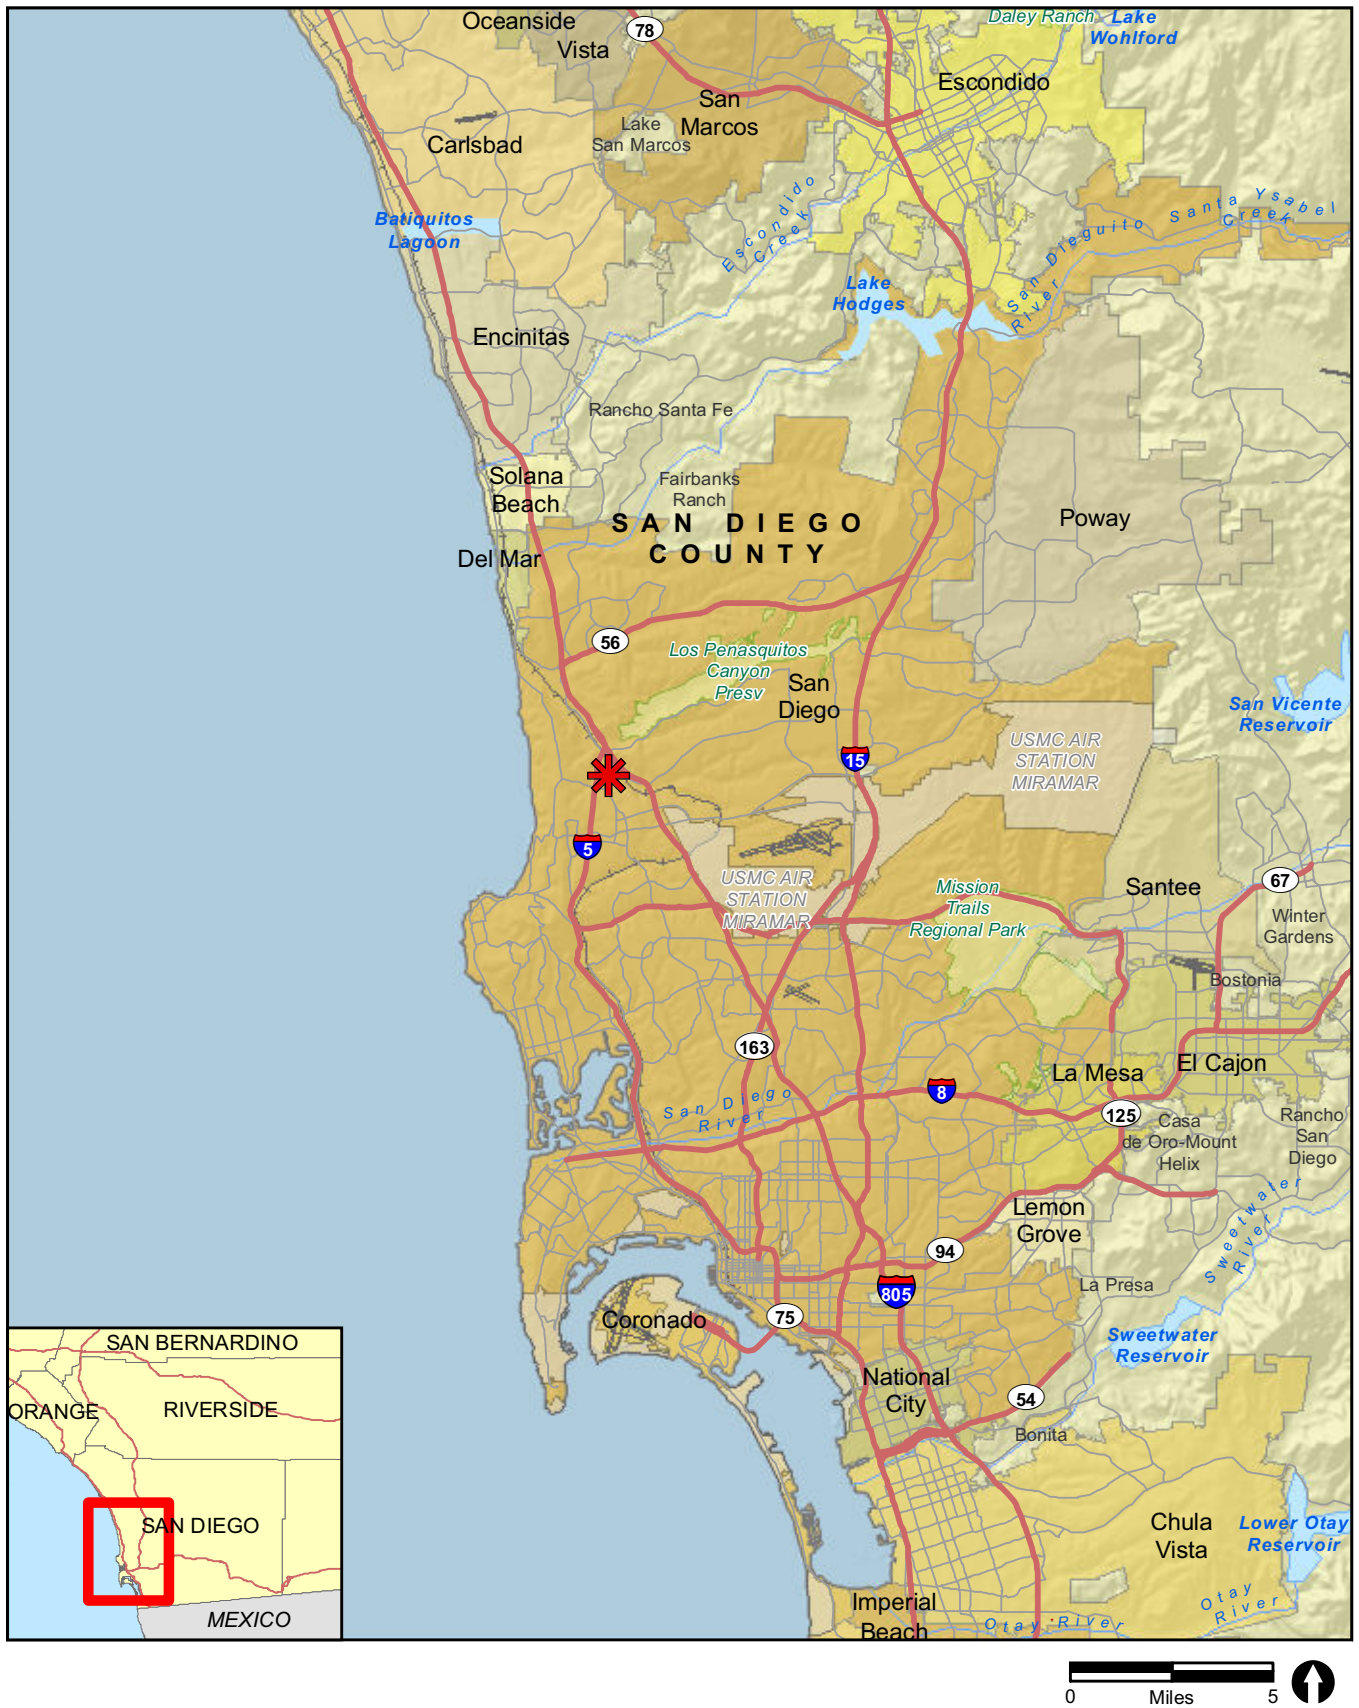 Oceanside
78
Daley Ranch
Lake
Wohlford
Vista
Escondido
San
Marcos
Lake
San Marcos
Carlsbad
Escondido
Creek
Santa Ysabel
Creek
San Dieguito
River
Batiquitos
Lagoon
Lake
Hodges
Encinitas
Rancho Santa Fe
Solana
Beach
Fairbanks
Ranch
SAN DIEGO
COUNTY
Poway
Del Mar
56
Los Penasquitos
Canyon
Presv
San
Diego
San Vicente
Reservoir
USMC AIR
STATION
MIRAMAR
15
5
USMC AIR
STATION
MIRAMAR
Mission
Trails
Regional Park
Santee
67
Winter
Gardens
Bostonia
163
La Mesa
El Cajon
8
San Diego
River
125
Casa
de Oro-Mount
Helix
Rancho
San
Diego
Lemon
Grove
Sweetwater
River
94
La Presa
805
Coronado
75
Sweetwater
Reservoir
National
City
54
Bonita
Chula
Vista
Lower Otay
Reservoir
Imperial
Beach
Otay River
Otay
River
SAN BERNARDINO
ORANGE
RIVERSIDE
SAN DIEGO
MEXICO
0 Miles 5